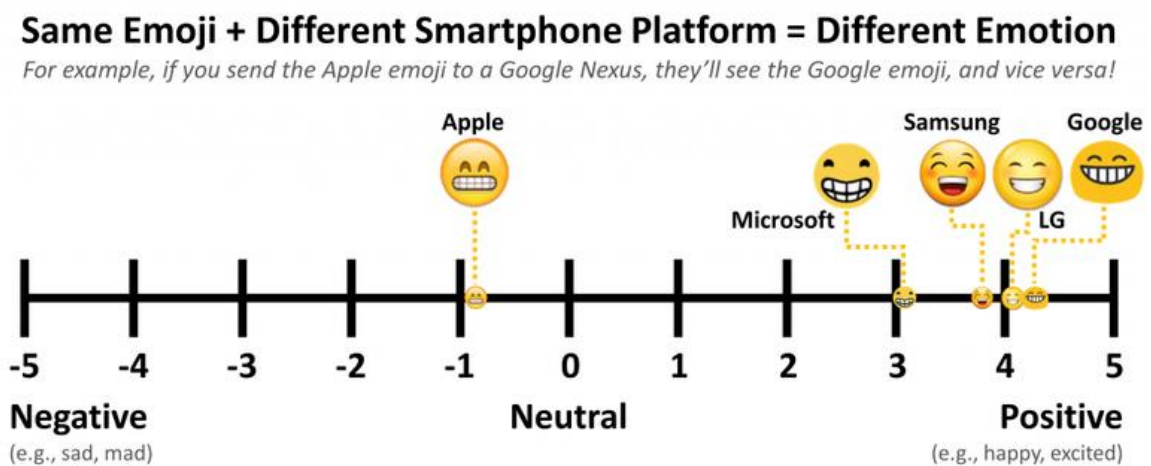 Same Emoji + Different Smartphone Platform = Different Emotion
For example, if you send the Apple emoji to a Google Nexus, they'll see the Google emoji, and vice versa!
Apple
Samsung
Google
Microsoft
LG
-5 -4 -3 -2 -1 0 1 2 3 4 5
Negative Neutral Positive
(e.g., sad, mad) (e.g., happy, excited)